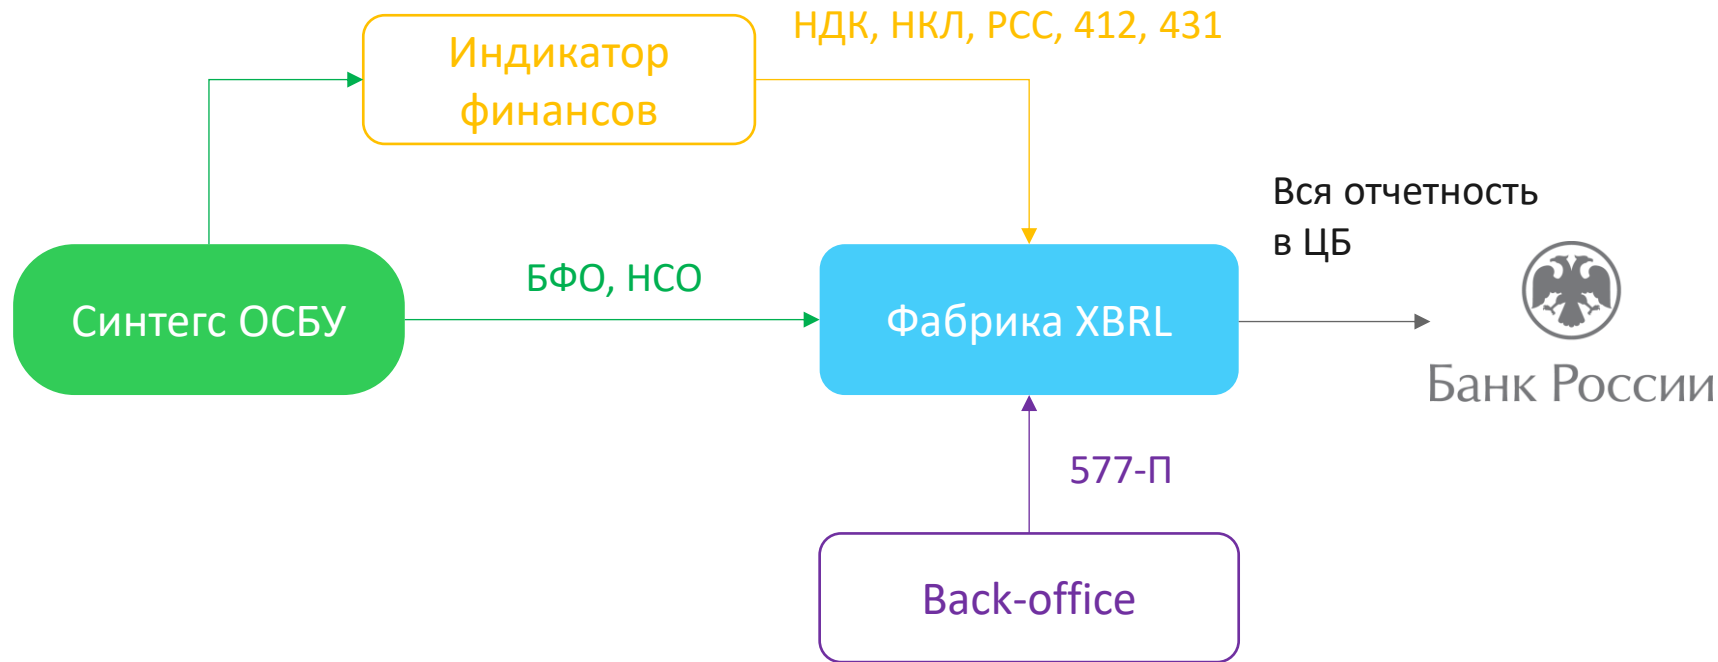 НДК, НКЛ, РСС, 412, 431
Индикатор
финансов
Вся отчетность
в ЦБ
БФО, НСО
Синтегс ОСБУ
Фабрика XBRL
Банк России
577-П
Back-office